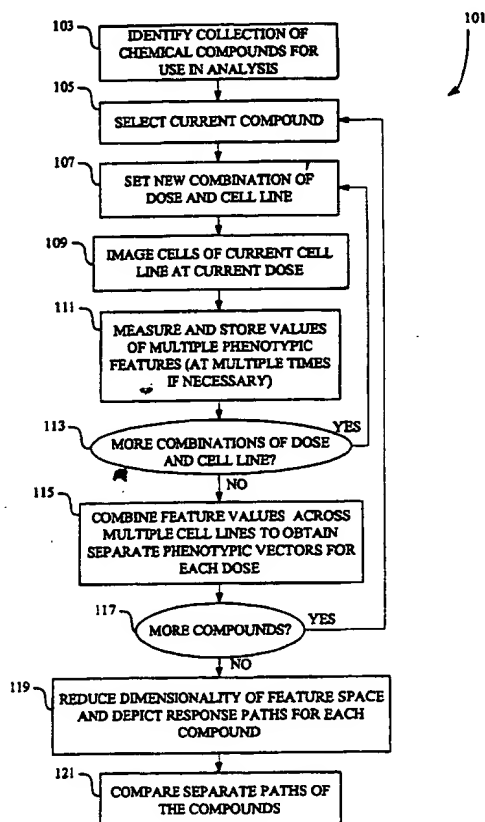 101
103
IDENTIFY COLLECTION OF
CHEMICAL COMPOUNDS FOR
USE IN ANALYSIS
105
SELECT CURRENT COMPOUND
107
SET NEW COMBINATION OF
DOSE AND CELL LINE
109
IMAGE CELLS OF CURRENT CELL
LINE AT CURRENT DOSE
111
MEASURE AND STORE VALUES
OF MULTIPLE PHENOTYPIC
FEATURES (AT MULTIPLE TIMES
IF NECESSARY)
113
MORE COMBINATIONS OF DOSE
AND CELL LINE?
YES
NO
115
COMBINE FEATURE VALUES ACROSS
MULTIPLE CELL LINES TO OBTAIN
SEPARATE PHENOTYPIC VECTORS FOR
EACH DOSE
117
MORE COMPOUNDS?
YES
NO
119
REDUCE DIMENSIONALITY OF FEATURE SPACE
AND DEPICT RESPONSE PATHS FOR EACH
COMPOUND
121
COMPARE SEPARATE PATHS OF
THE COMPOUNDS